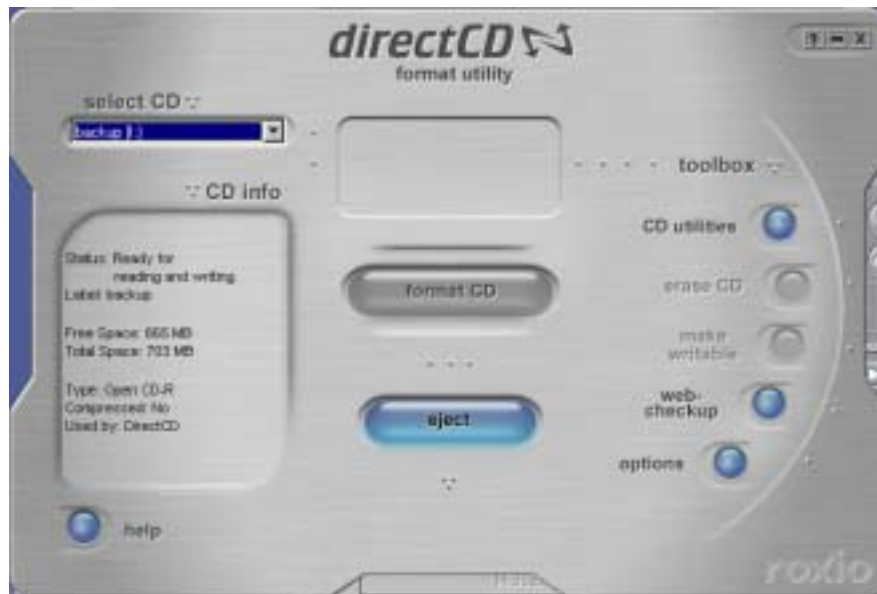 directCD
format utility
select CD
backup (I:)
CD info
Status: Ready for
reading and writing
Label: backup
Free Space: 665 MB
Total Space: 703 MB
Type: Open CD-R
Compressed: No
Used by: DirectCD
help
format CD
eject
toolbox
CD utilities
erase CD
make
writable
web-
checkup
options
roxio